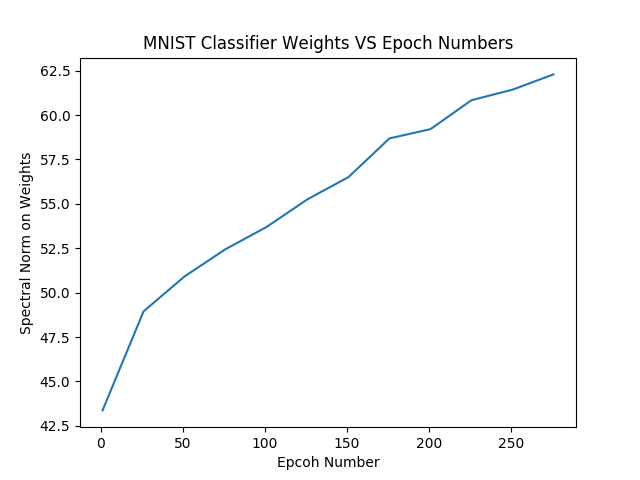 MNIST Classifier Weights VS Epoch Numbers
62.5
60.0
57.5
55.0
52.5
50.0
47.5
45.0
42.5
Spectral Norm on Weights
0 50 100 150 200 250
Epcoh Number